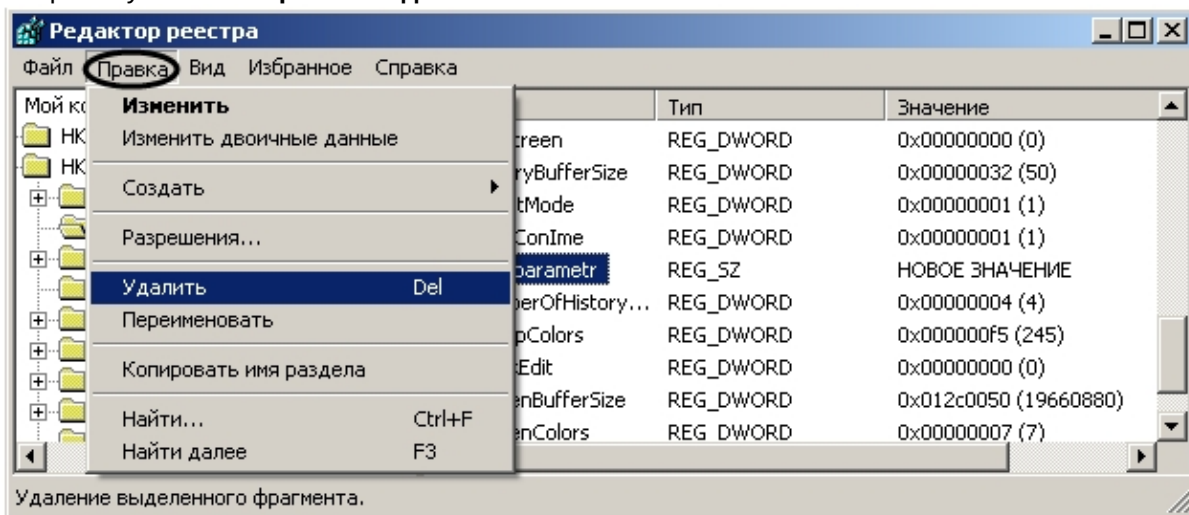 Редактор реестра
Файл Правка Вид Избранное Справка
Тип Значение
Изменить
Изменить двоичные данные
Создать
Разрешения...
Удалить Del
Переименовать
Копировать имя раздела
Найти... Ctrl+F
Найти далее F3
Мой
REG_DWORD 0x00000000 (0)
ryBufferSize REG_DWORD 0x00000032 (50)
tMode REG_DWORD 0x00000001 (1)
ConIme REG_DWORD 0x00000001 (1)
parametr REG_SZ НОВОЕ ЗНАЧЕНИЕ
erOfHistory... REG_DWORD 0x00000004 (4)
pColors REG_DWORD 0x000000f5 (245)
Edit REG_DWORD 0x00000000 (0)
enBufferSize REG_DWORD 0x012c0050 (19660880)
enColors REG_DWORD 0x00000007 (7)
Удаление выделенного фрагмента.